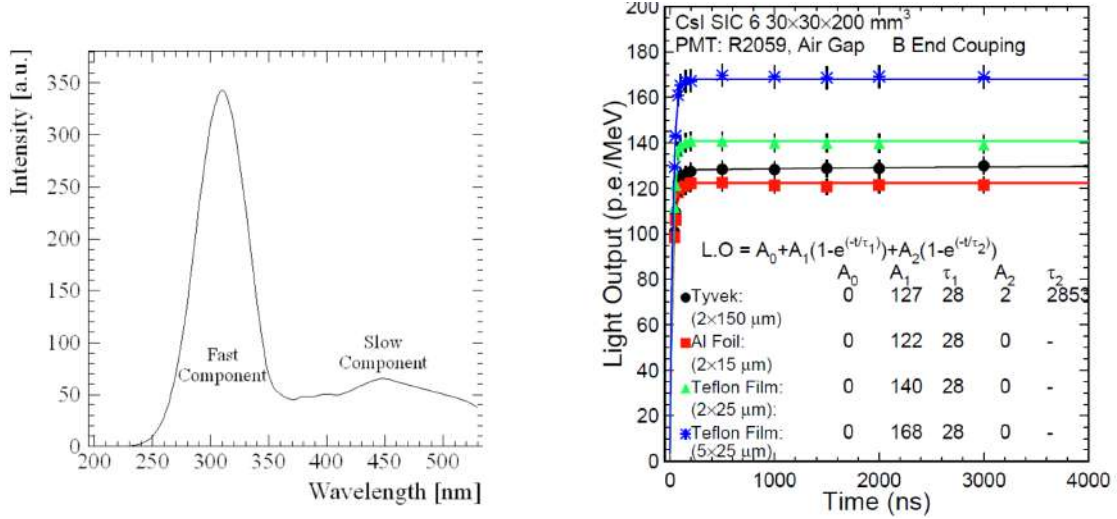 Intensity [a.u.]
350
300
250
200
150
100
50
0
Fast
Component
Slow
Component
200 250 300 350 400 450 500
Wavelength [nm]
CsI SIC 6 30×30×200 mm³
PMT: R2059, Air Gap B End Couping
Light Output (p.e./MeV)
200
180
160
140
120
100
80
60
40
20
0
L.O = A₀+A₁(1-e^(-t/τ₁))+A₂(1-e^(-t/τ₂))
A₀ A₁ τ₁ A₂ τ₂
Tyvek: 0 127 28 2 2853
(2×150 μm)
Al Foil: 0 122 28 0 -
(2×15 μm)
Teflon Film: 0 140 28 0 -
(2×25 μm):
Teflon Film: 0 168 28 0 -
(5×25 μm)
0 1000 2000 3000 4000
Time (ns)